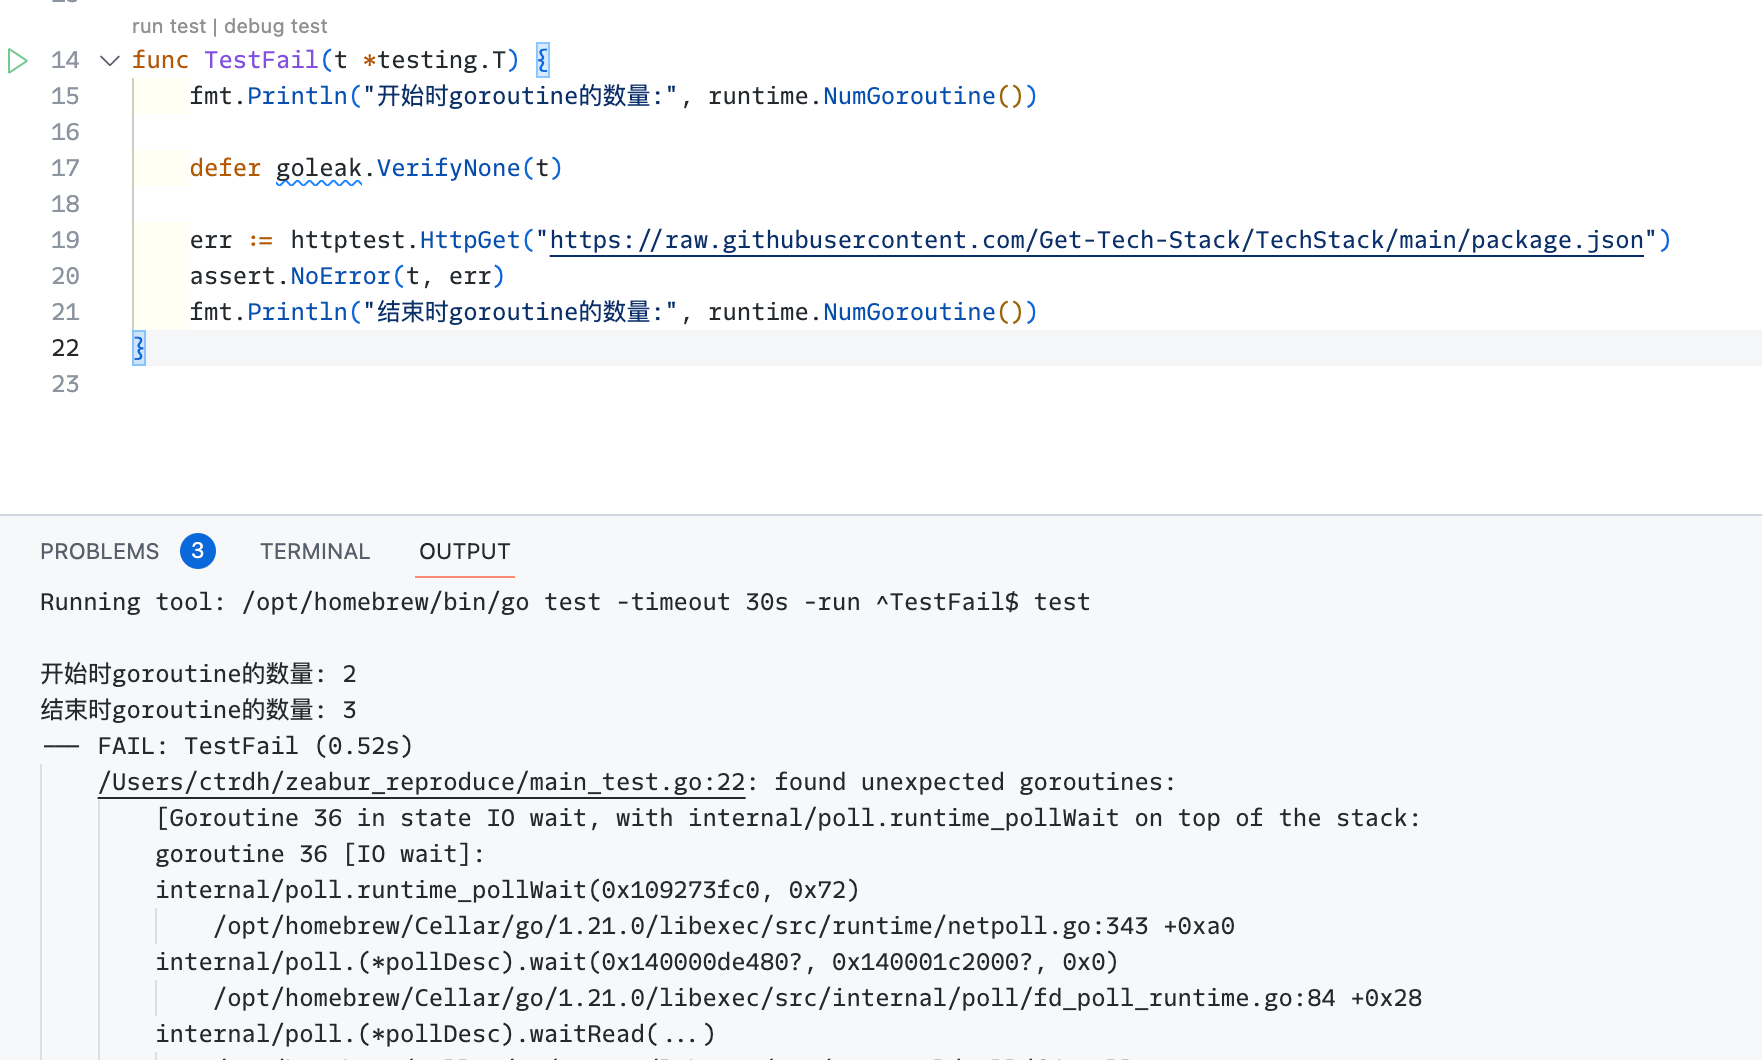 run test | debug test
14 func TestFail(t *testing.T) {
15 fmt.Println("开始时goroutine的数量:", runtime.NumGoroutine())
16
17 defer goleak.VerifyNone(t)
18
19 err := httptest.HttpGet("https://raw.githubusercontent.com/Get-Tech-Stack/TechStack/main/package.json")
20 assert.NoError(t, err)
21 fmt.Println("结束时goroutine的数量:", runtime.NumGoroutine())
22 }
23
PROBLEMS 3 TERMINAL OUTPUT
Running tool: /opt/homebrew/bin/go test -timeout 30s -run ^TestFail$ test
开始时goroutine的数量: 2
结束时goroutine的数量: 3
--- FAIL: TestFail (0.52s)
/Users/ctrdh/zeabur_reproduce/main_test.go:22: found unexpected goroutines:
[Goroutine 36 in state IO wait, with internal/poll.runtime_pollWait on top of the stack:
goroutine 36 [IO wait]:
internal/poll.runtime_pollWait(0x109273fc0, 0x72)
/opt/homebrew/Cellar/go/1.21.0/libexec/src/runtime/netpoll.go:343 +0xa0
internal/poll.(*pollDesc).wait(0x140000de480?, 0x140001c2000?, 0x0)
/opt/homebrew/Cellar/go/1.21.0/libexec/src/internal/poll/fd_poll_runtime.go:84 +0x28
internal/poll.(*pollDesc).waitRead(...)